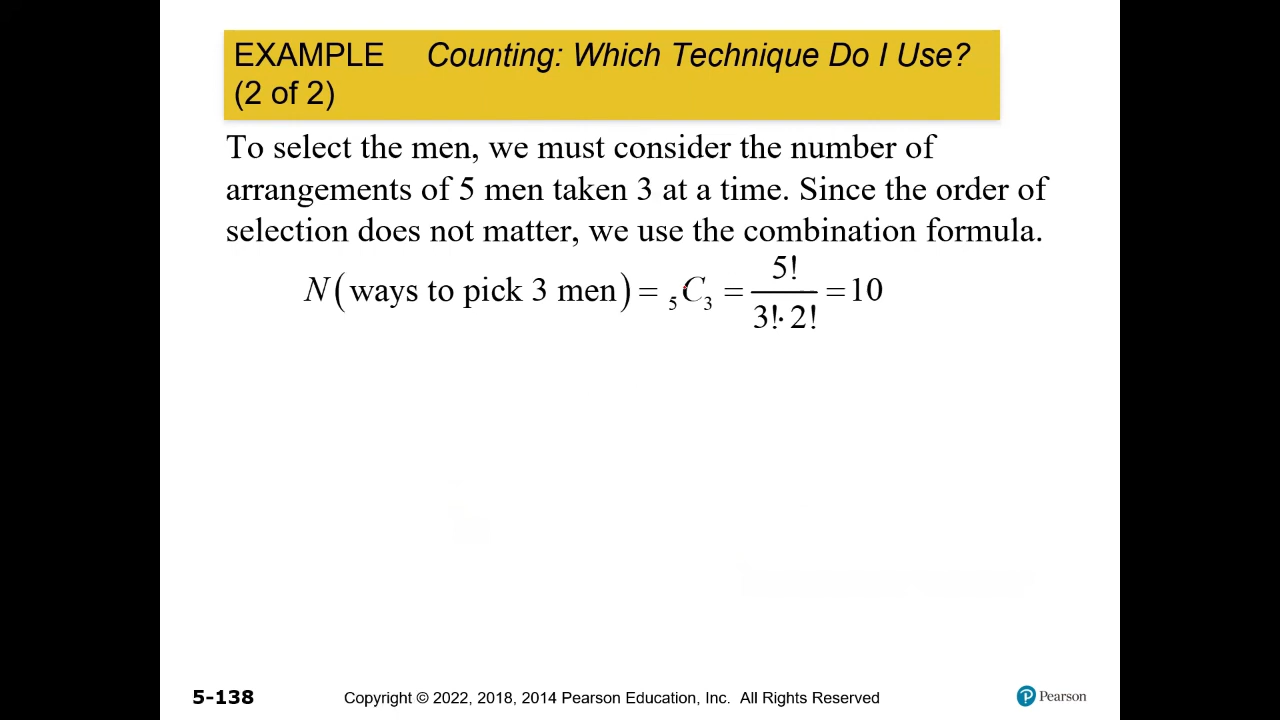 EXAMPLE Counting: Which Technique Do I Use?
(2 of 2)
To select the men, we must consider the number of
arrangements of 5 men taken 3 at a time. Since the order of
selection does not matter, we use the combination formula.
N(ways to pick 3 men) = ₅C₃ = 5!/(3!·2!) = 10
5-138 Copyright © 2022, 2018, 2014 Pearson Education, Inc. All Rights Reserved P Pearson